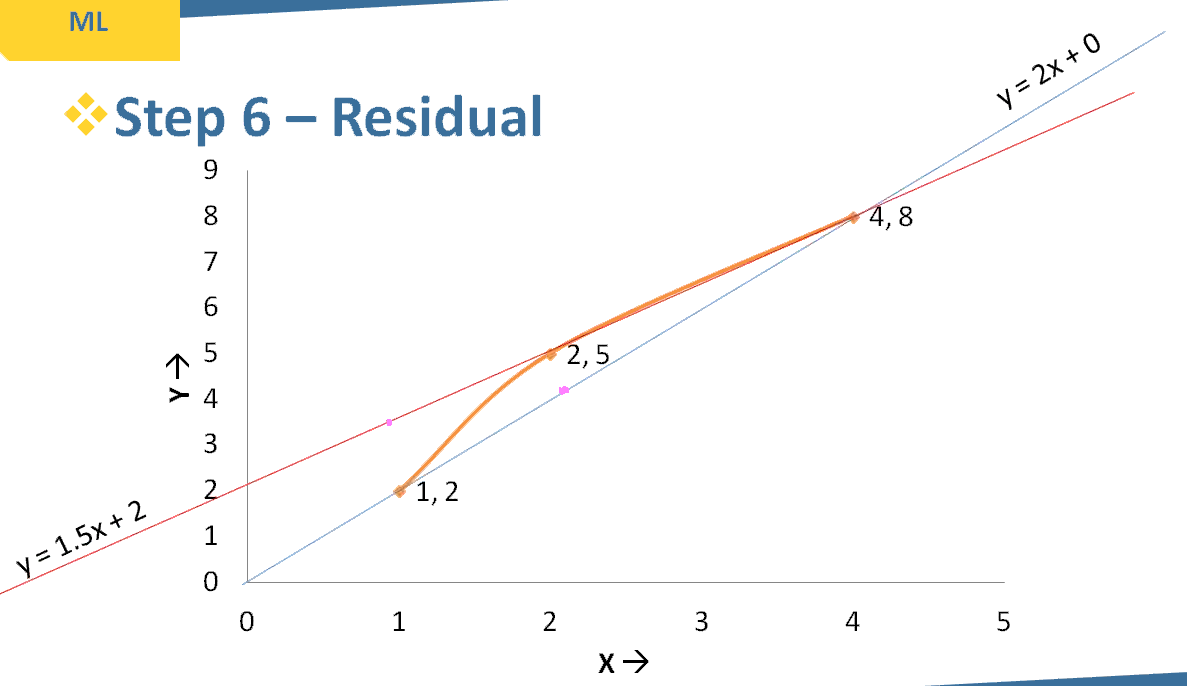 ML
Step 6 – Residual
y = 2x + 0
9
8
7
6
5
4
3
2
1
0
Y →
4, 8
2, 5
1, 2
y = 1.5x + 2
0 1 2 3 4 5
X →